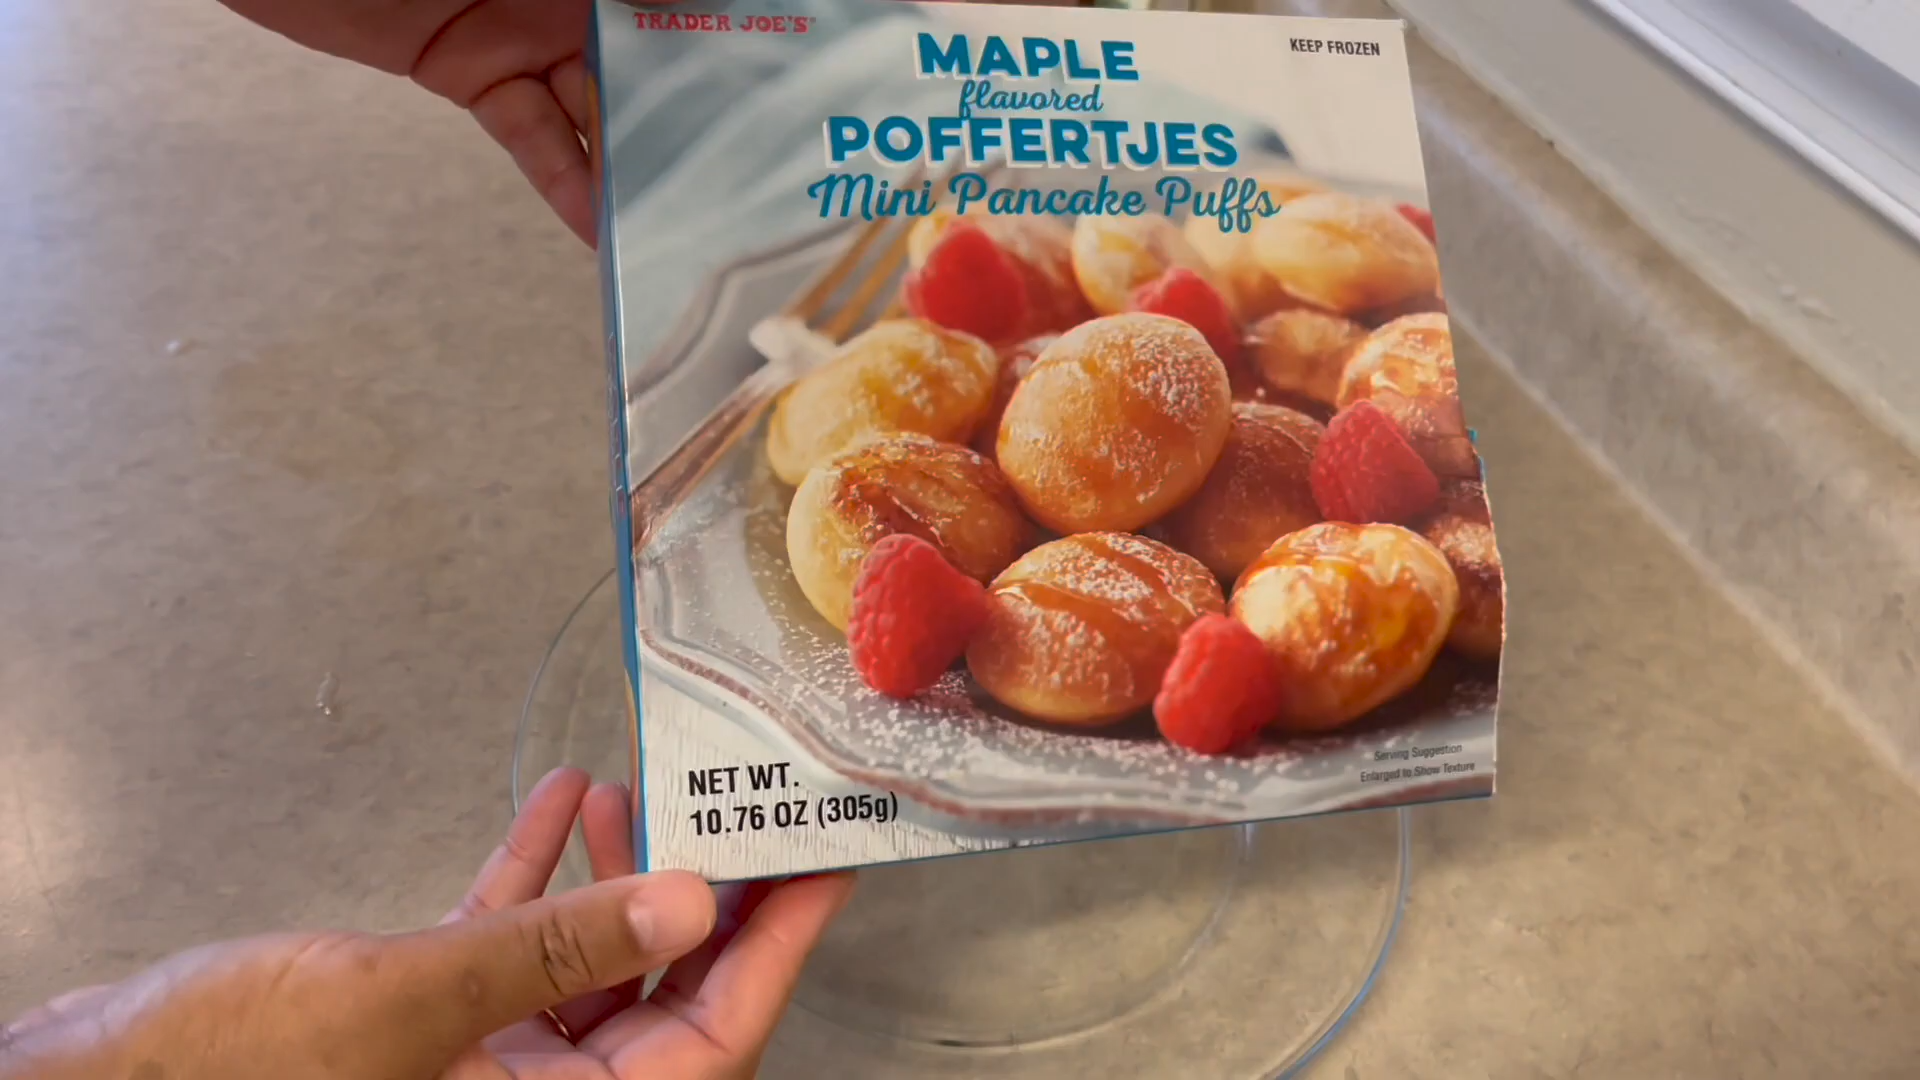 TRADER JOE'S
MAPLE
KEEP FROZEN
flavored
POFFERTJES
Mini Pancake Puffs
Serving Suggestion
Enlarged to Show Texture
NET WT.
10.76 OZ (305g)